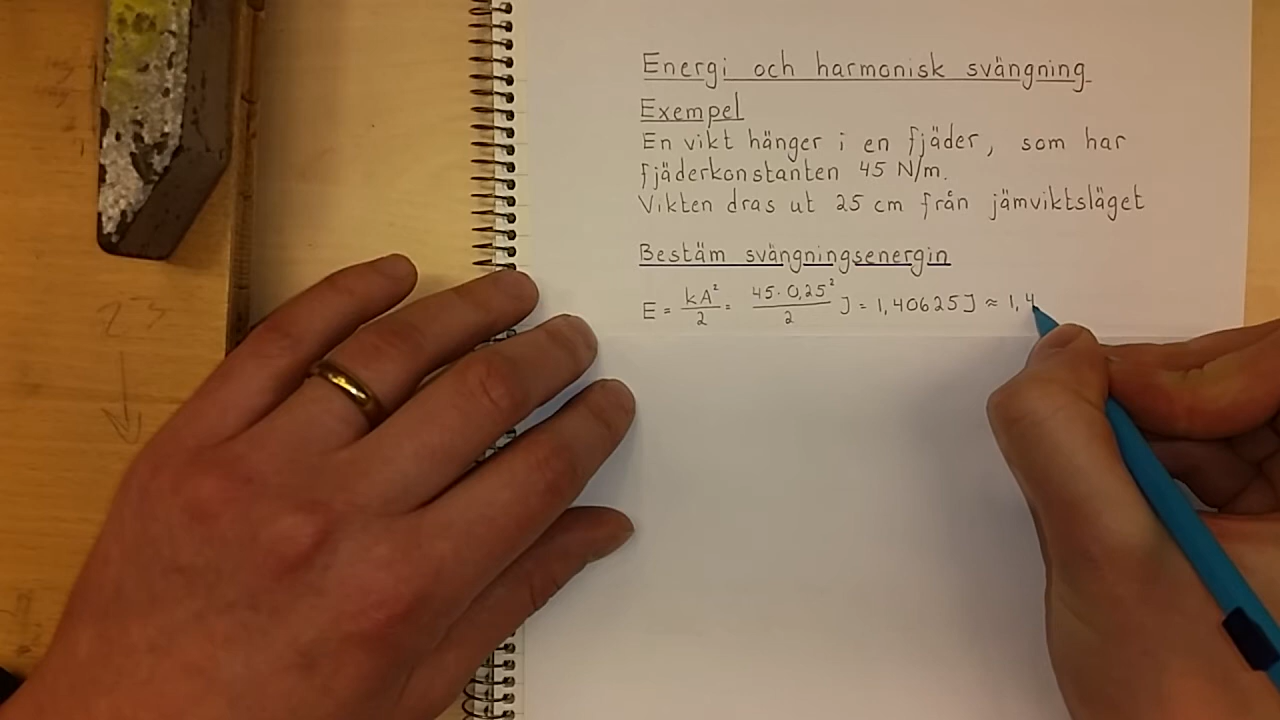 Energi och harmonisk svängning
Exempel
En vikt hänger i en fjäder, som har
fjäderkonstanten 45 N/m.
Vikten dras ut 25 cm från jämviktsläget
Bestäm svängningsenergin
E = kA²/2 = 45·0,25²/2 J = 1,40625 J ≈ 1,4
23